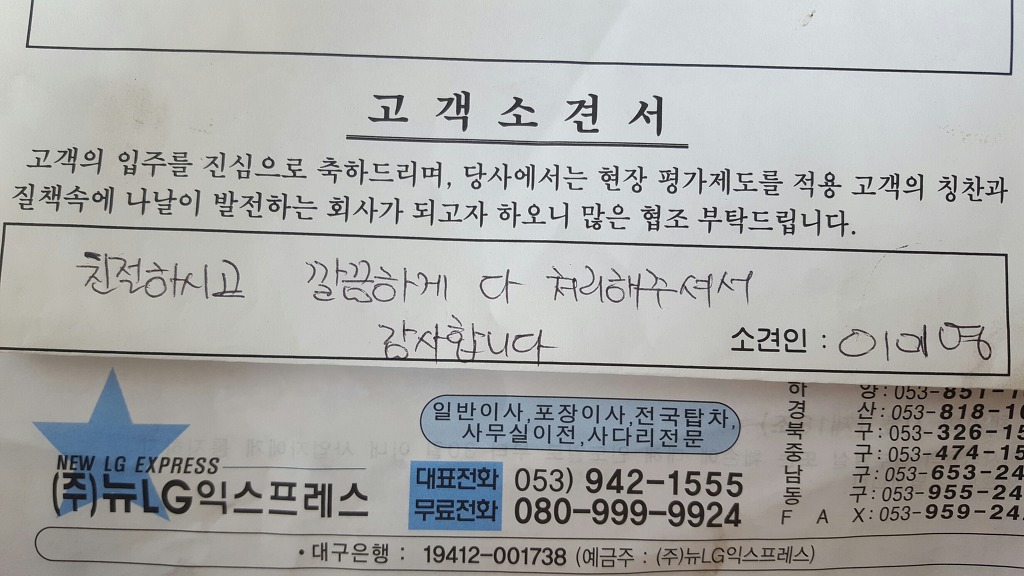 고 객 소 견 서
고객의 입주를 진심으로 축하드리며, 당사에서는 현장 평가제도를 적용 고객의 칭찬과
질책속에 나날이 발전하는 회사가 되고자 하오니 많은 협조 부탁드립니다.
친절하시고 깔끔하게 다 처리해주셔서
감사합니다
소견인 : 이미영
일반이사,포장이사,전국탑차,
사무실이전,사다리전문
NEW LG EXPRESS
(주)뉴LG익스프레스
대표전화 053) 942-1555
무료전화 080-999-9924
하 양: 053-851-1
경 산: 053-818-10
북 구: 053-326-15
중 구: 053-474-15
남 구: 053-653-24
동 구: 053-955-24
F A X: 053-959-24
• 대구은행 : 19412-001738 (예금주 : (주)뉴LG익스프레스)